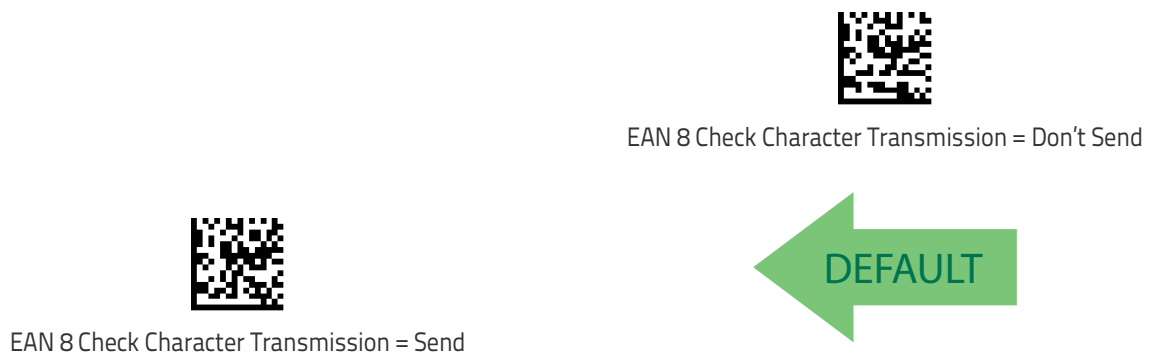 EAN 8 Check Character Transmission = Don't Send
DEFAULT
EAN 8 Check Character Transmission = Send